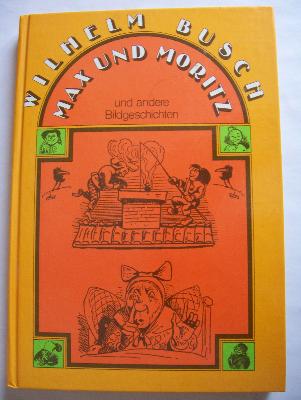 WILHELM BUSCH
MAX UND MORITZ
und andere
Bildgeschichten